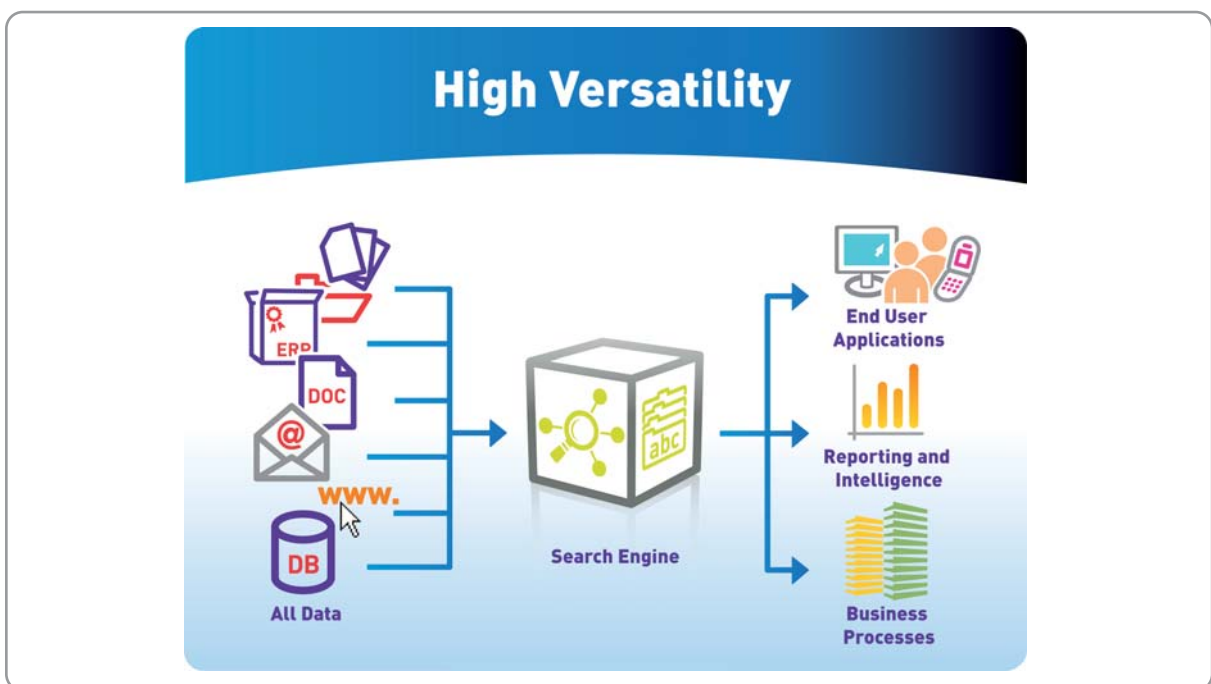 High Versatility
ERP
DOC
@
www.
DB
All Data
abc
Search Engine
End User
Applications
Reporting and
Intelligence
Business
Processes